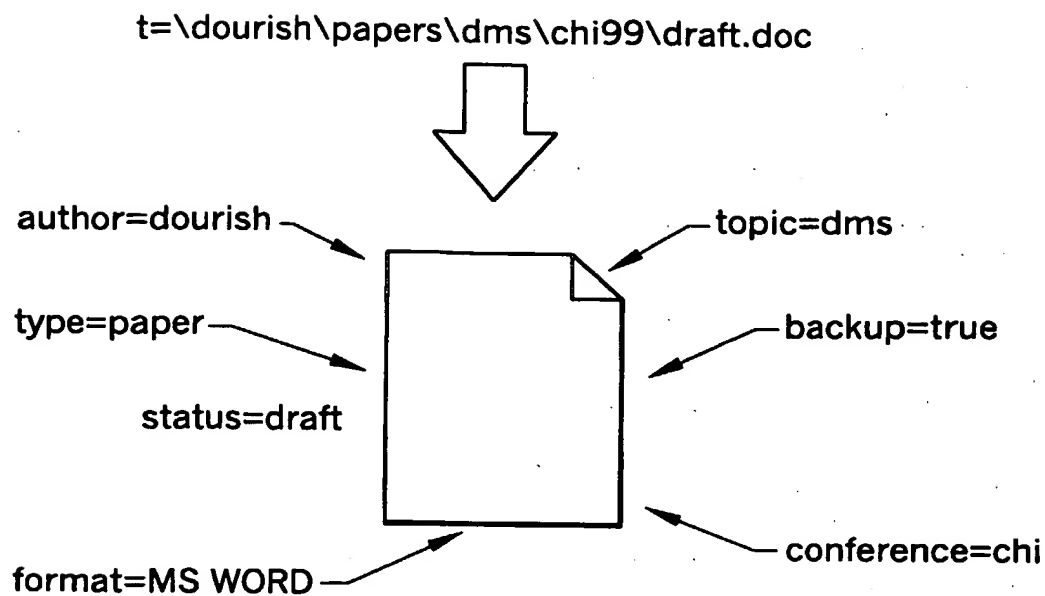 t=\dourish\papers\dms\chi99\draft.doc
author=dourish
topic=dms
type=paper
backup=true
status=draft
conference=chi
format=MS WORD